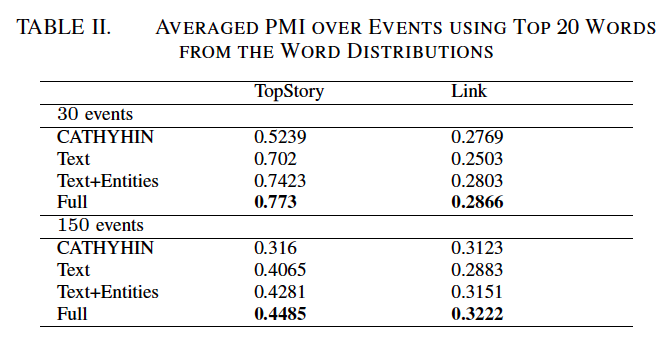 TABLE II. AVERAGED PMI OVER EVENTS USING TOP 20 WORDS
FROM THE WORD DISTRIBUTIONS
TopStory Link
30 events
CATHYHIN 0.5239 0.2769
Text 0.702 0.2503
Text+Entities 0.7423 0.2803
Full 0.773 0.2866
150 events
CATHYHIN 0.316 0.3123
Text 0.4065 0.2883
Text+Entities 0.4281 0.3151
Full 0.4485 0.3222